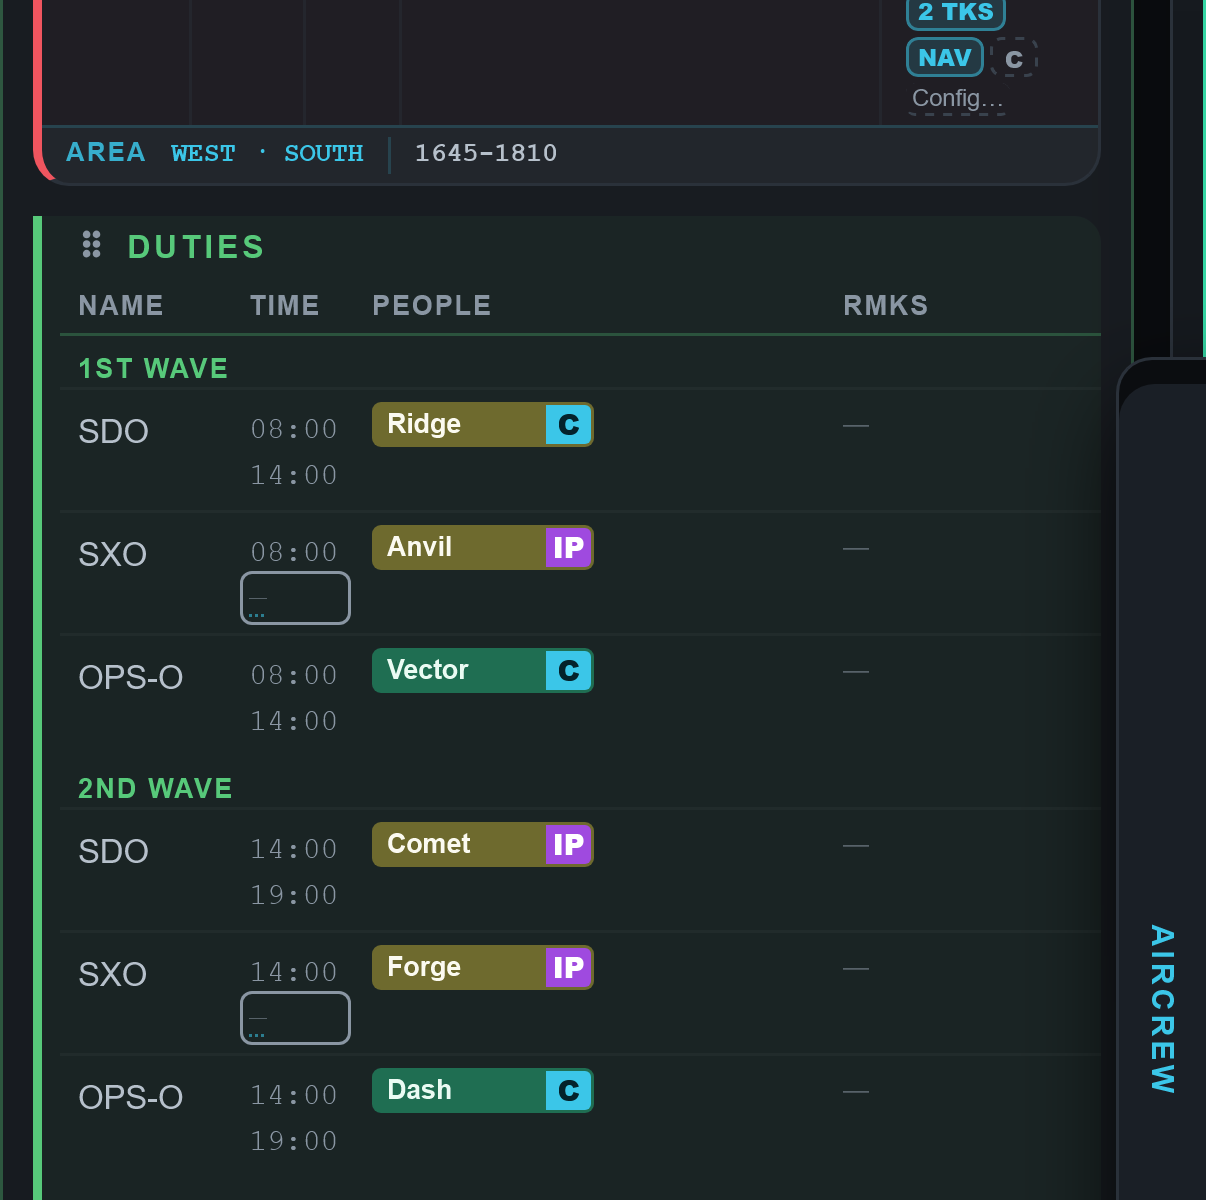 2 TKS
NAV C
Config...
AREA WEST · SOUTH 1645–1810
DUTIES
NAME TIME PEOPLE RMKS
1ST WAVE
SDO 08:00 Ridge C —
14:00
SXO 08:00 Anvil IP —
—
...
OPS-O 08:00 Vector C —
14:00
2ND WAVE
SDO 14:00 Comet IP —
19:00
SXO 14:00 Forge IP —
—
...
OPS-O 14:00 Dash C —
19:00
AIRCREW